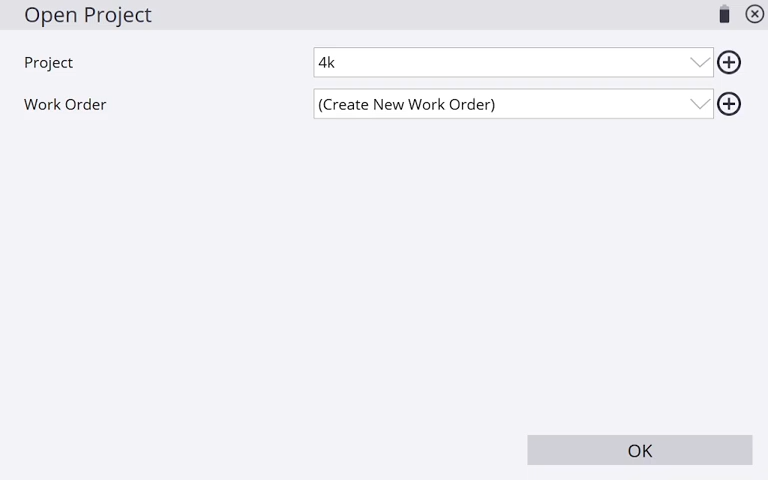 Open Project
Project
4k
Work Order
(Create New Work Order)
OK